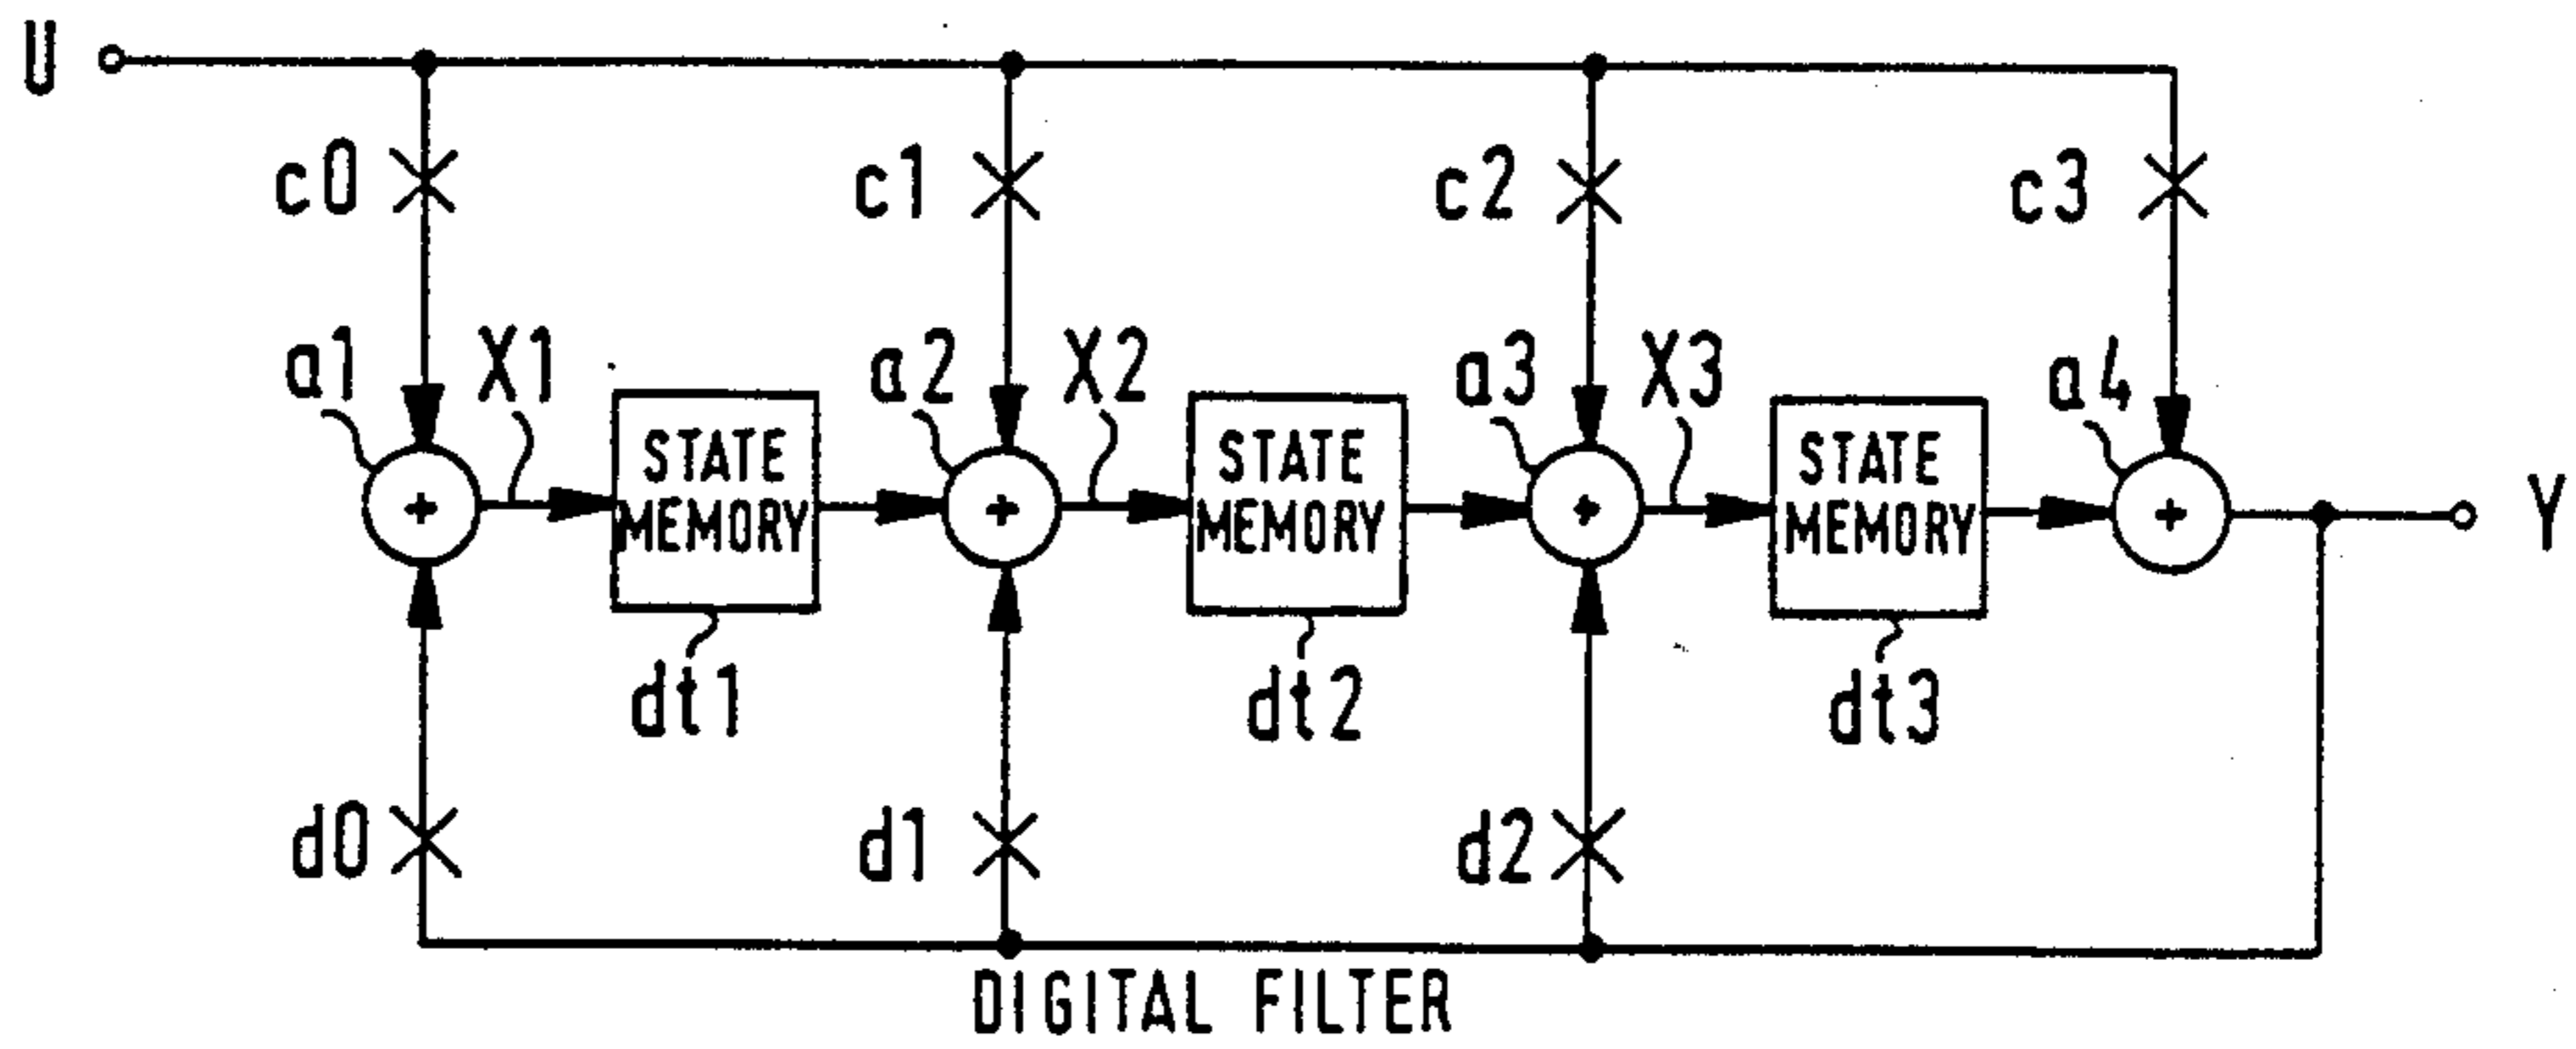 U
c0 c1 c2 c3
a1 X1 a2 X2 a3 X3 a4
STATE MEMORY
STATE MEMORY
STATE MEMORY
+ + + +
Y
dt1 dt2 dt3
d0 d1 d2
DIGITAL FILTER